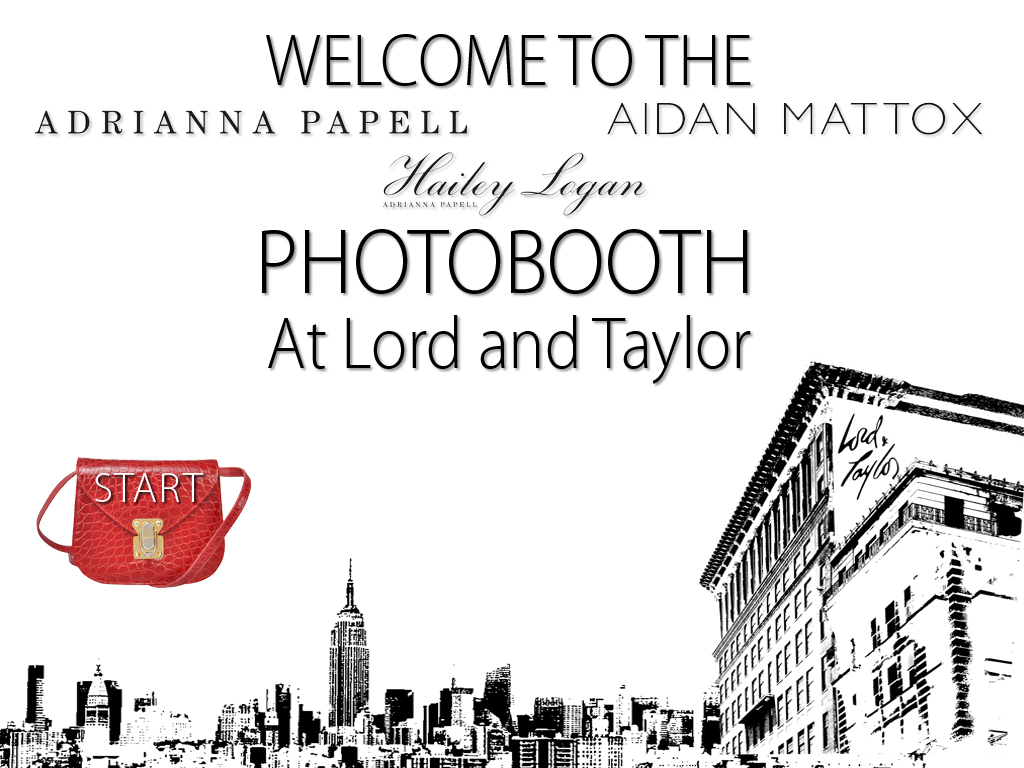 WELCOME TO THE
ADRIANNA PAPELL
AIDAN MATTOX
Hailey Logan
ADRIANNA PAPELL
PHOTOBOOTH
At Lord and Taylor
START
Lord &
Taylor